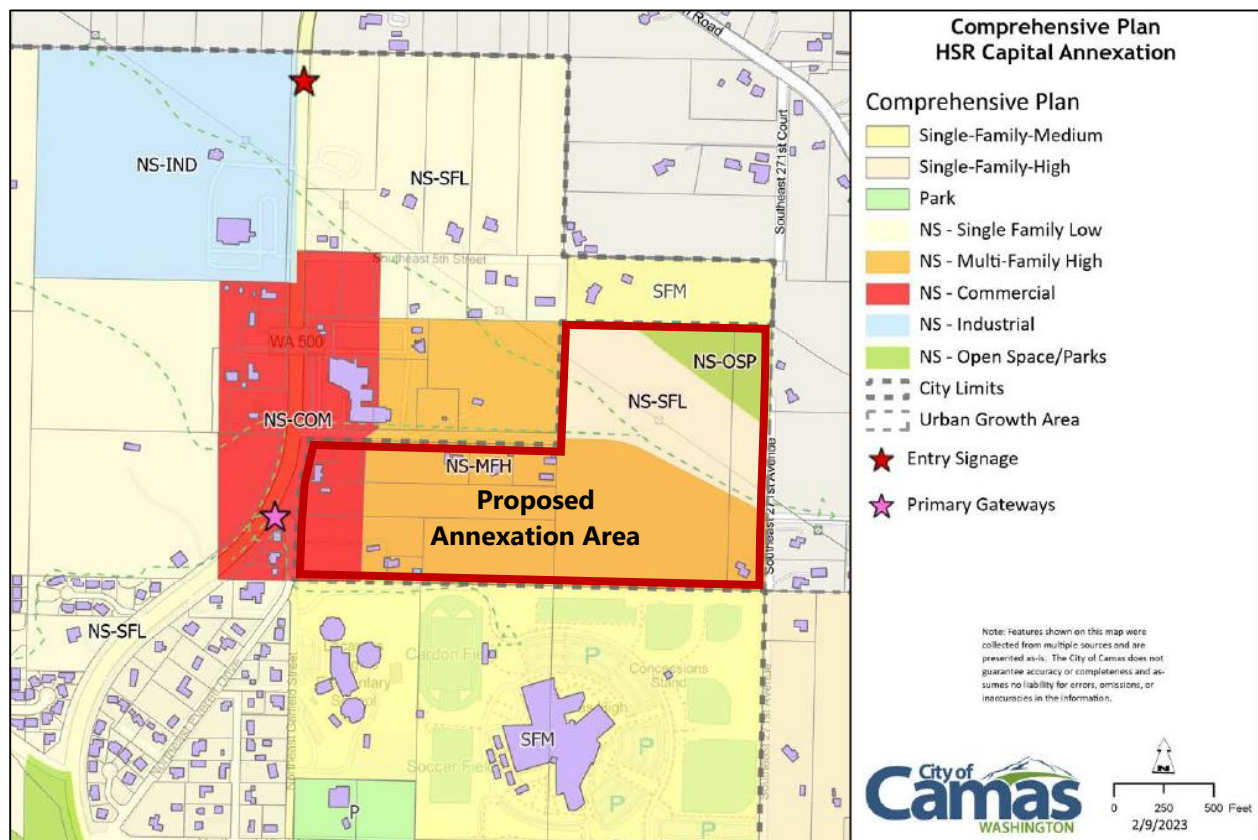 Comprehensive Plan
HSR Capital Annexation
Comprehensive Plan
Single-Family-Medium
Single-Family-High
Park
NS - Single Family Low
NS - Multi-Family High
NS - Commercial
NS - Industrial
NS - Open Space/Parks
City Limits
Urban Growth Area
Entry Signage
Primary Gateways
Note: Features shown on this map were
collected from multiple sources and are
presented as-is. The City of Camas does not
guarantee accuracy or completeness and as-
sumes no liability for errors, omissions, or
inaccuracies in the information.
City of
Camas
WASHINGTON
N
0 250 500 Feet
2/9/2023
Road
Southeast 271st Court
NS-IND
NS-SFL
Southeast 5th Street
SFM
WA 500
NS-OSP
NS-SFL
NS-COM
NS-MFH
Proposed
Annexation Area
Southeast 271st Avenue
NS-SFL
Northeast Everett Drive
Northeast Garfield Street
Cardon Field
Concessions
Stand
SFM
Soccer Field
P
P
P
P